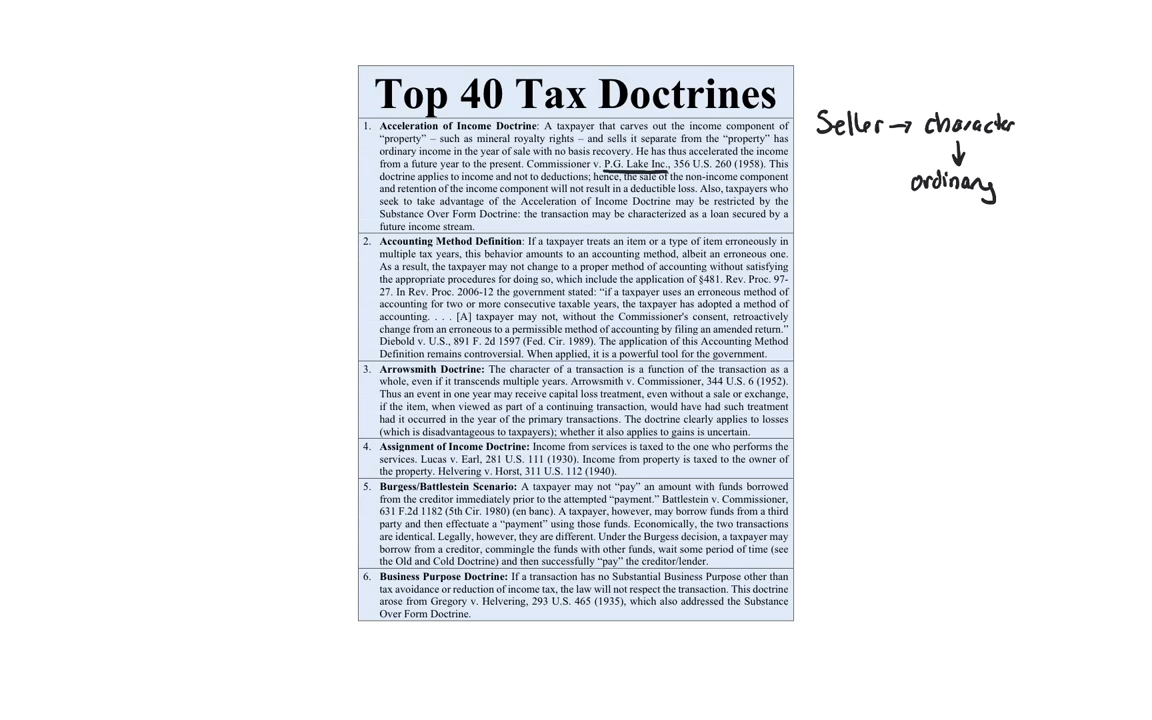 Top 40 Tax Doctrines
1. Acceleration of Income Doctrine: A taxpayer that carves out the income component of
“property” – such as mineral royalty rights – and sells it separate from the “property” has
ordinary income in the year of sale with no basis recovery. He has thus accelerated the income
from a future year to the present. Commissioner v. P.G. Lake Inc., 356 U.S. 260 (1958). This
doctrine applies to income and not to deductions; hence, the sale of the non-income component
and retention of the income component will not result in a deductible loss. Also, taxpayers who
seek to take advantage of the Acceleration of Income Doctrine may be restricted by the
Substance Over Form Doctrine: the transaction may be characterized as a loan secured by a
future income stream.
2. Accounting Method Definition: If a taxpayer treats an item or a type of item erroneously in
multiple tax years, this behavior amounts to an accounting method, albeit an erroneous one.
As a result, the taxpayer may not change to a proper method of accounting without satisfying
the appropriate procedures for doing so, which include the application of §481. Rev. Proc. 97-
27. In Rev. Proc. 2006-12 the government stated: “if a taxpayer uses an erroneous method of
accounting for two or more consecutive taxable years, the taxpayer has adopted a method of
accounting. . . . [A] taxpayer may not, without the Commissioner's consent, retroactively
change from an erroneous to a permissible method of accounting by filing an amended return.”
Diebold v. U.S., 891 F. 2d 1597 (Fed. Cir. 1989). The application of this Accounting Method
Definition remains controversial. When applied, it is a powerful tool for the government.
3. Arrowsmith Doctrine: The character of a transaction is a function of the transaction as a
whole, even if it transcends multiple years. Arrowsmith v. Commissioner, 344 U.S. 6 (1952).
Thus an event in one year may receive capital loss treatment, even without a sale or exchange,
if the item, when viewed as part of a continuing transaction, would have had such treatment
had it occurred in the year of the primary transactions. The doctrine clearly applies to losses
(which is disadvantageous to taxpayers); whether it also applies to gains is uncertain.
4. Assignment of Income Doctrine: Income from services is taxed to the one who performs the
services. Lucas v. Earl, 281 U.S. 111 (1930). Income from property is taxed to the owner of
the property. Helvering v. Horst, 311 U.S. 112 (1940).
5. Burgess/Battlestein Scenario: A taxpayer may not “pay” an amount with funds borrowed
from the creditor immediately prior to the attempted “payment.” Battlestein v. Commissioner,
631 F.2d 1182 (5th Cir. 1980) (en banc). A taxpayer, however, may borrow funds from a third
party and then effectuate a “payment” using those funds. Economically, the two transactions
are identical. Legally, however, they are different. Under the Burgess decision, a taxpayer may
borrow from a creditor, commingle the funds with other funds, wait some period of time (see
the Old and Cold Doctrine) and then successfully “pay” the creditor/lender.
6. Business Purpose Doctrine: If a transaction has no Substantial Business Purpose other than
tax avoidance or reduction of income tax, the law will not respect the transaction. This doctrine
arose from Gregory v. Helvering, 293 U.S. 465 (1935), which also addressed the Substance
Over Form Doctrine.
Seller → character
↓
ordinary